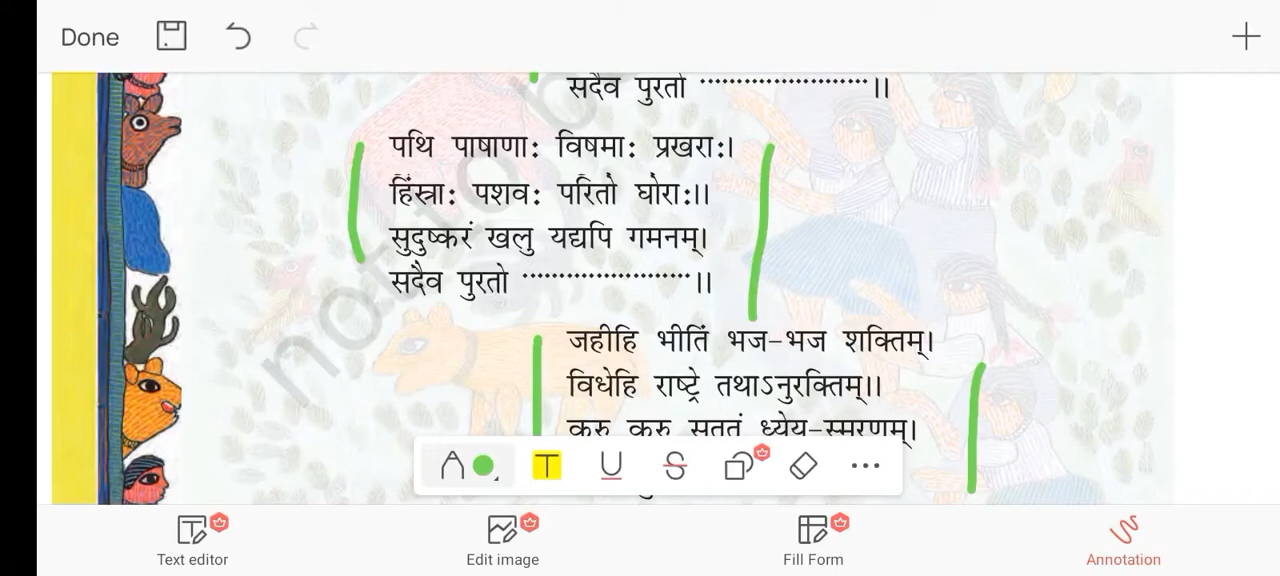 Done
सदैव पुरतो ........................॥
पथि पाषाणाः विषमाः प्रखराः।
हिंस्राः पशवः परितो घोराः॥
सुदुष्करं खलु यद्यपि गमनम्।
सदैव पुरतो ........................॥
जहीहि भीतिं भज-भज शक्तिम्।
विधेहि राष्ट्रे तथाऽनुरक्तिम्॥
कुरु कुरु सततं ध्येय-स्मरणम्।
Text editor
Edit image
Fill Form
Annotation